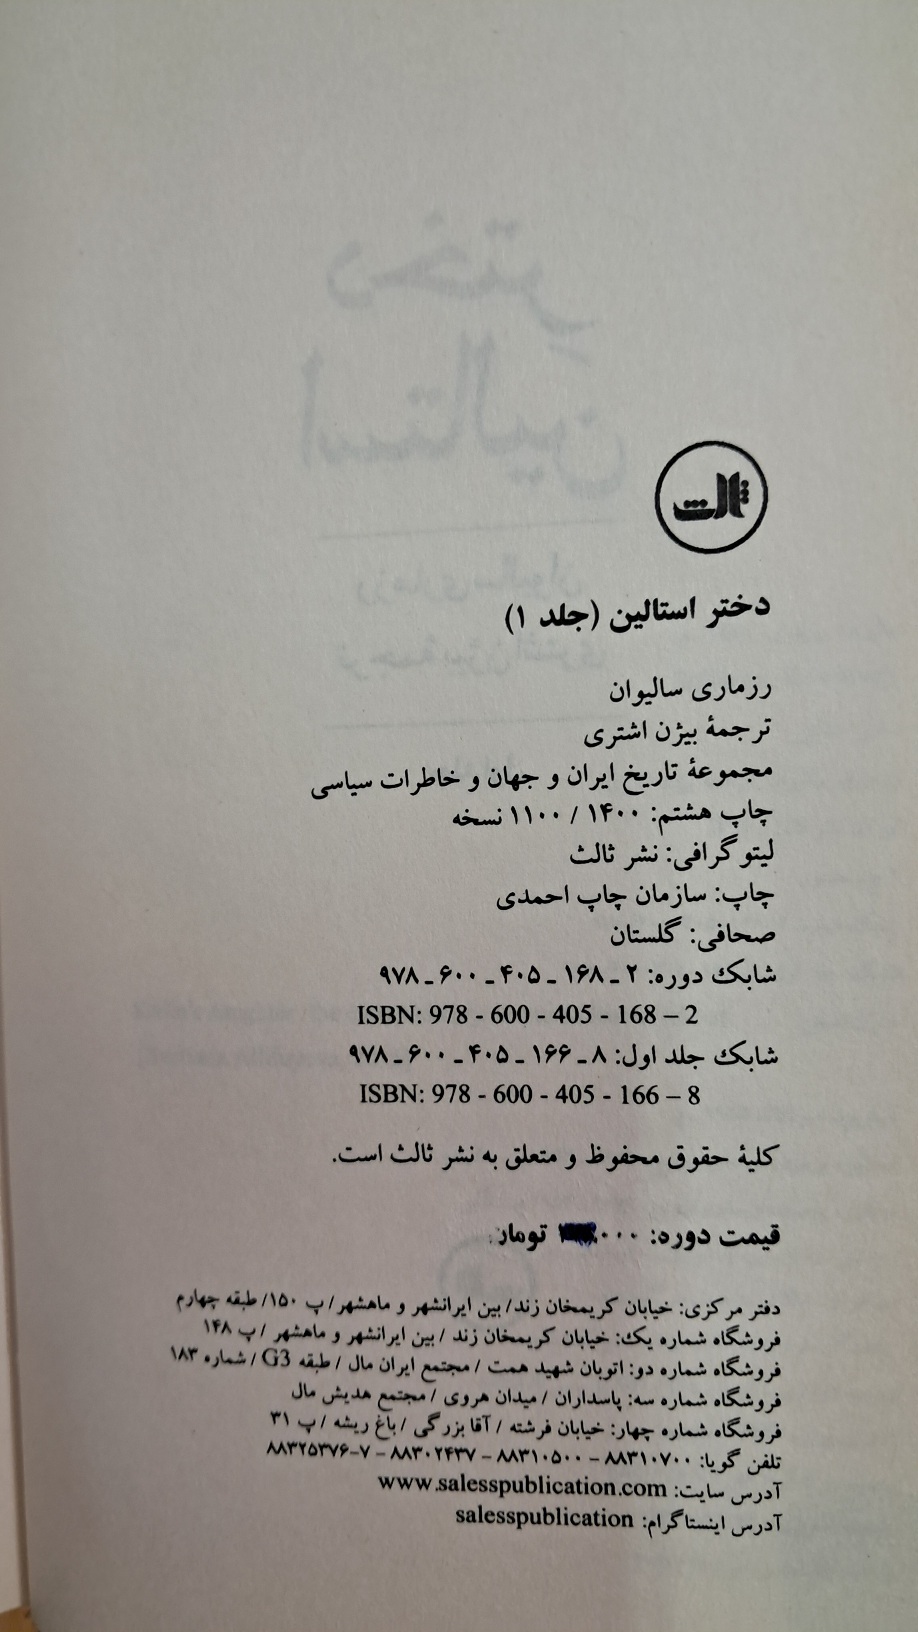 ثالث
دختر استالین (جلد ۱)
رزماری سالیوان
ترجمهٔ بیژن اشتری
مجموعهٔ تاریخ ایران و جهان و خاطرات سیاسی
چاپ هشتم: ۱۴۰۰ / ۱۱۰۰ نسخه
لیتوگرافی: نشر ثالث
چاپ: سازمان چاپ احمدی
صحافی: گلستان
شابک دوره: ۲ ـ ۱۶۸ ـ ۴۰۵ ـ ۶۰۰ ـ ۹۷۸
ISBN: 978 - 600 - 405 - 168 – 2
شابک جلد اول: ۸ ـ ۱۶۶ ـ ۴۰۵ ـ ۶۰۰ ـ ۹۷۸
ISBN: 978 - 600 - 405 - 166 – 8
کلیهٔ حقوق محفوظ و متعلق به نشر ثالث است.
قیمت دوره: تومان
دفتر مرکزی: خیابان کریمخان زند/ بین ایرانشهر و ماهشهر/ پ ۱۵۰/ طبقه چهارم
فروشگاه شماره یک: خیابان کریمخان زند / بین ایرانشهر و ماهشهر / پ ۱۴۸
فروشگاه شماره دو: اتوبان شهید همت / مجتمع ایران مال / طبقه G3 / شماره ۱۸۳
فروشگاه شماره سه: پاسداران / میدان هروی / مجتمع هدیش مال
فروشگاه شماره چهار: خیابان فرشته / آقا بزرگی / باغ ریشه / پ ۳۱
تلفن گویا: ۸۸۳۱۰۷۰۰ – ۸۸۳۱۰۵۰۰ – ۸۸۳۰۲۴۳۷ – ۷-۸۸۳۲۵۳۷۶
آدرس سایت: www.salesspublication.com
آدرس اینستاگرام: salesspublication